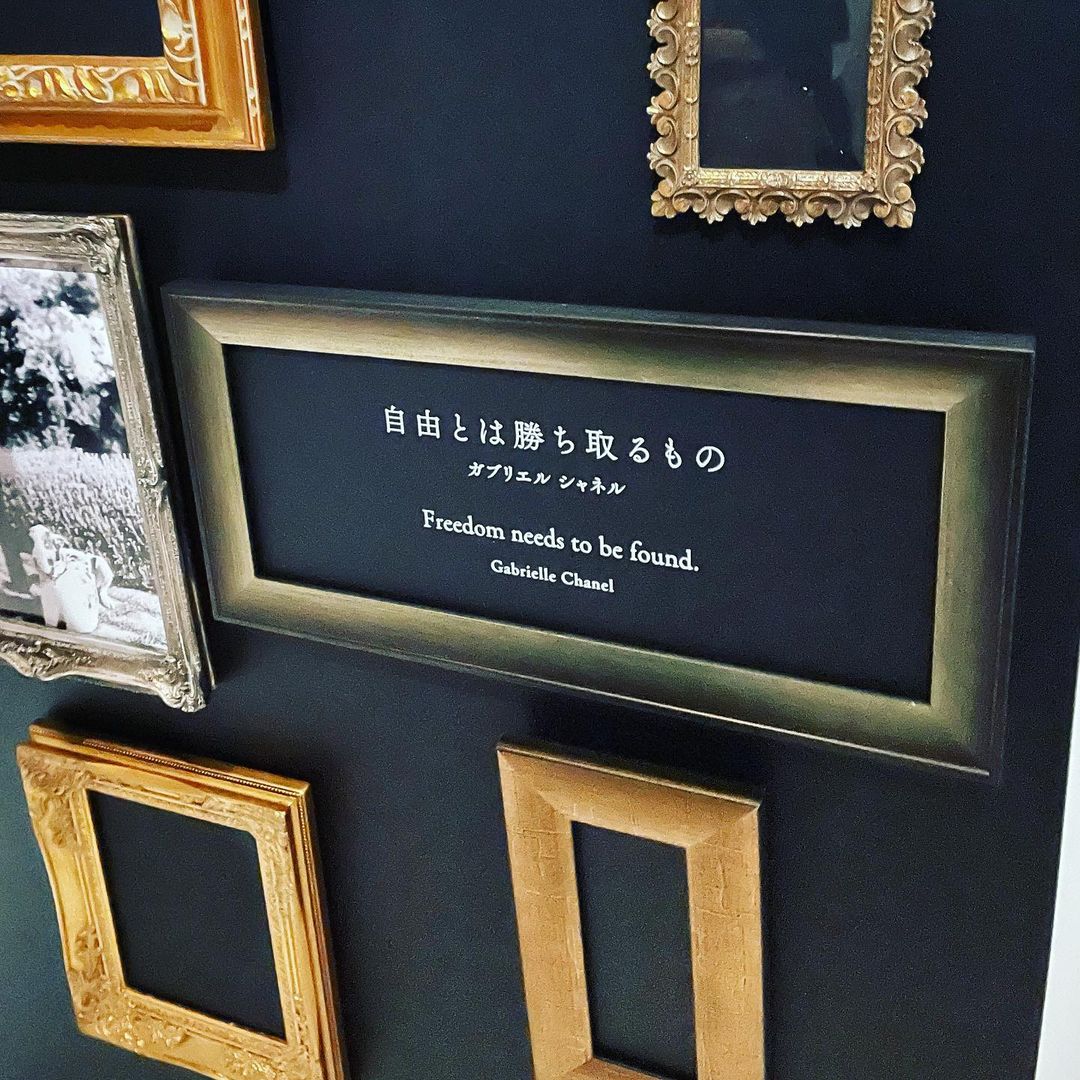 自由とは勝ち取るもの
ガブリエル シャネル
Freedom needs to be found.
Gabrielle Chanel